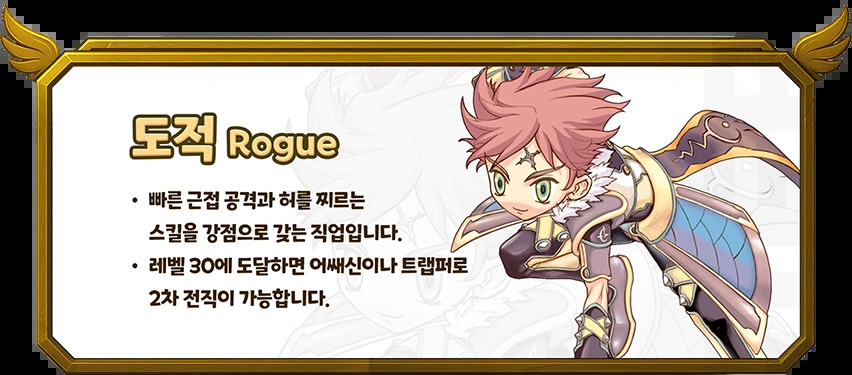 도적 Rogue
• 빠른 근접 공격과 허를 찌르는
스킬을 강점으로 갖는 직업입니다.
• 레벨 30에 도달하면 어쌔신이나 트랩퍼로
2차 전직이 가능합니다.